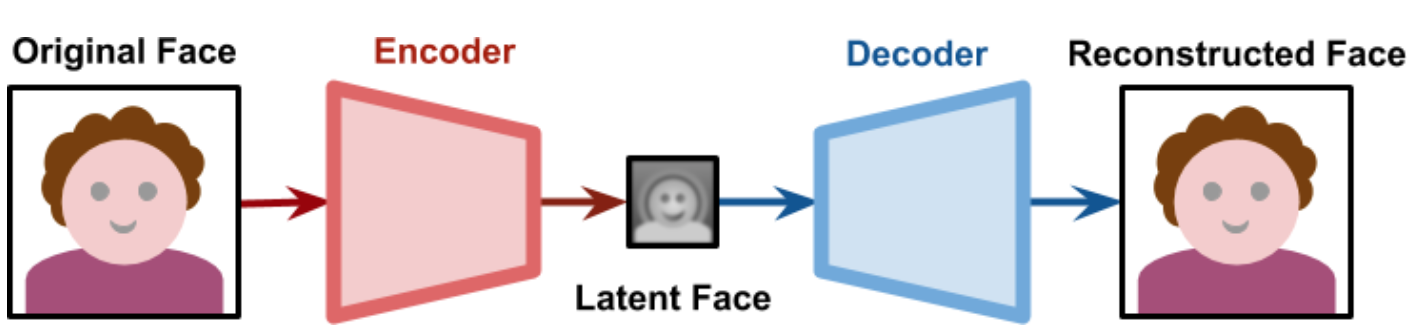 Original Face
Encoder
Decoder
Reconstructed Face
Latent Face